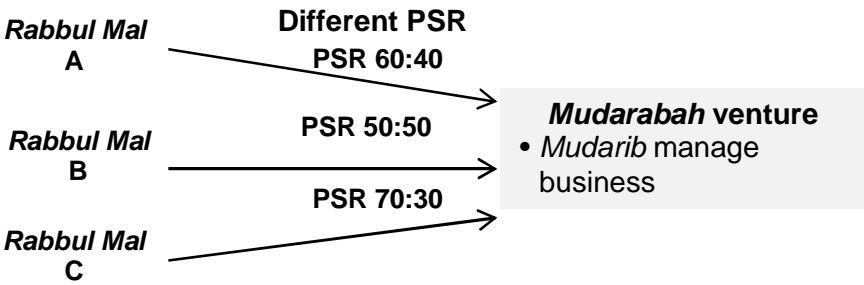 Rabbul Mal
A
Different PSR
PSR 60:40
Rabbul Mal
B
PSR 50:50
Rabbul Mal
C
PSR 70:30
Mudarabah venture
• Mudarib manage
business